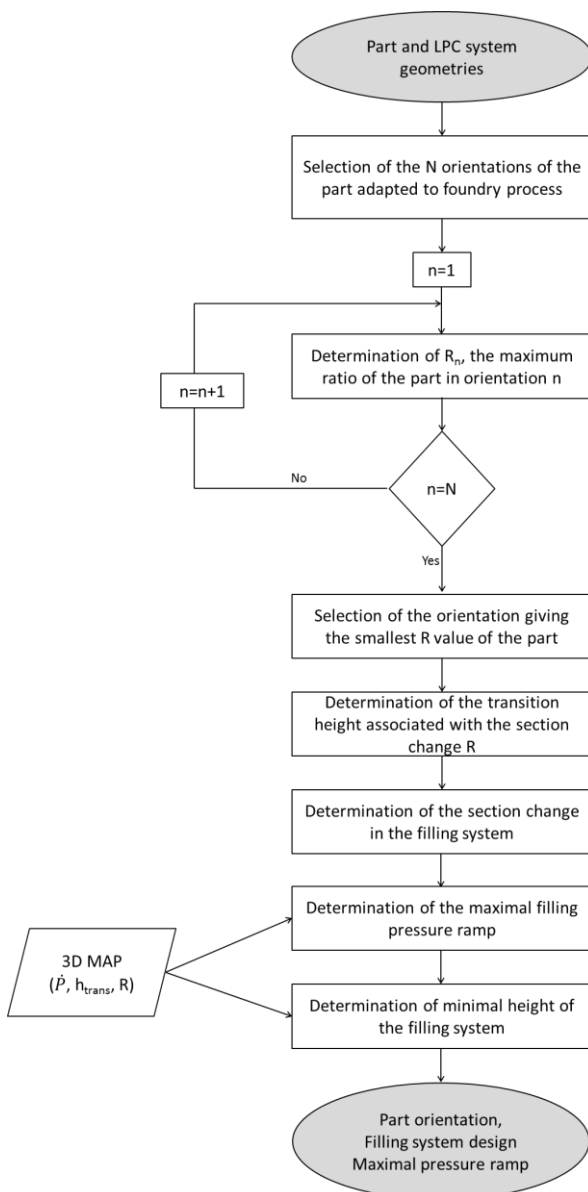 Part and LPC system
geometries
Selection of the N orientations of the
part adapted to foundry process
n=1
Determination of Rₙ, the maximum
ratio of the part in orientation n
n=n+1
n=N
No
Yes
Selection of the orientation giving
the smallest R value of the part
Determination of the transition
height associated with the section
change R
Determination of the section change
in the filling system
Determination of the maximal filling
pressure ramp
3D MAP
(Ṗ, hₜᵣₐₙₛ, R)
Determination of minimal height of
the filling system
Part orientation,
Filling system design
Maximal pressure ramp